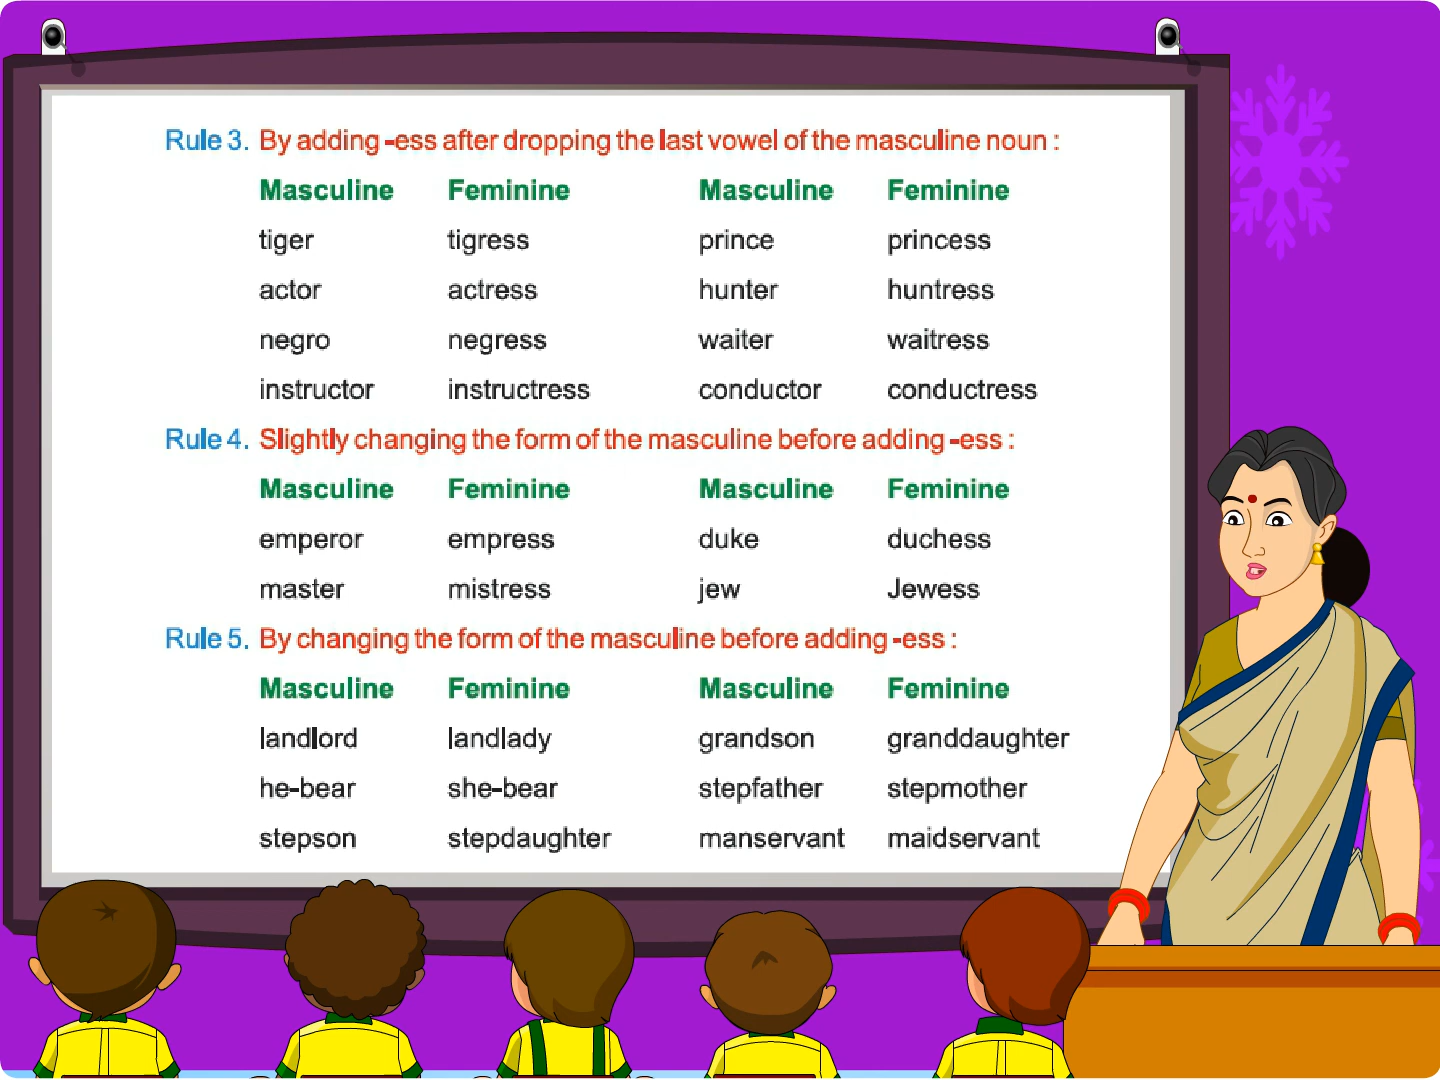 Rule 3. By adding -ess after dropping the last vowel of the masculine noun :
Masculine Feminine Masculine Feminine
tiger tigress prince princess
actor actress hunter huntress
negro negress waiter waitress
instructor instructress conductor conductress
Rule 4. Slightly changing the form of the masculine before adding -ess :
Masculine Feminine Masculine Feminine
emperor empress duke duchess
master mistress jew Jewess
Rule 5. By changing the form of the masculine before adding -ess :
Masculine Feminine Masculine Feminine
landlord landlady grandson granddaughter
he-bear she-bear stepfather stepmother
stepson stepdaughter manservant maidservant